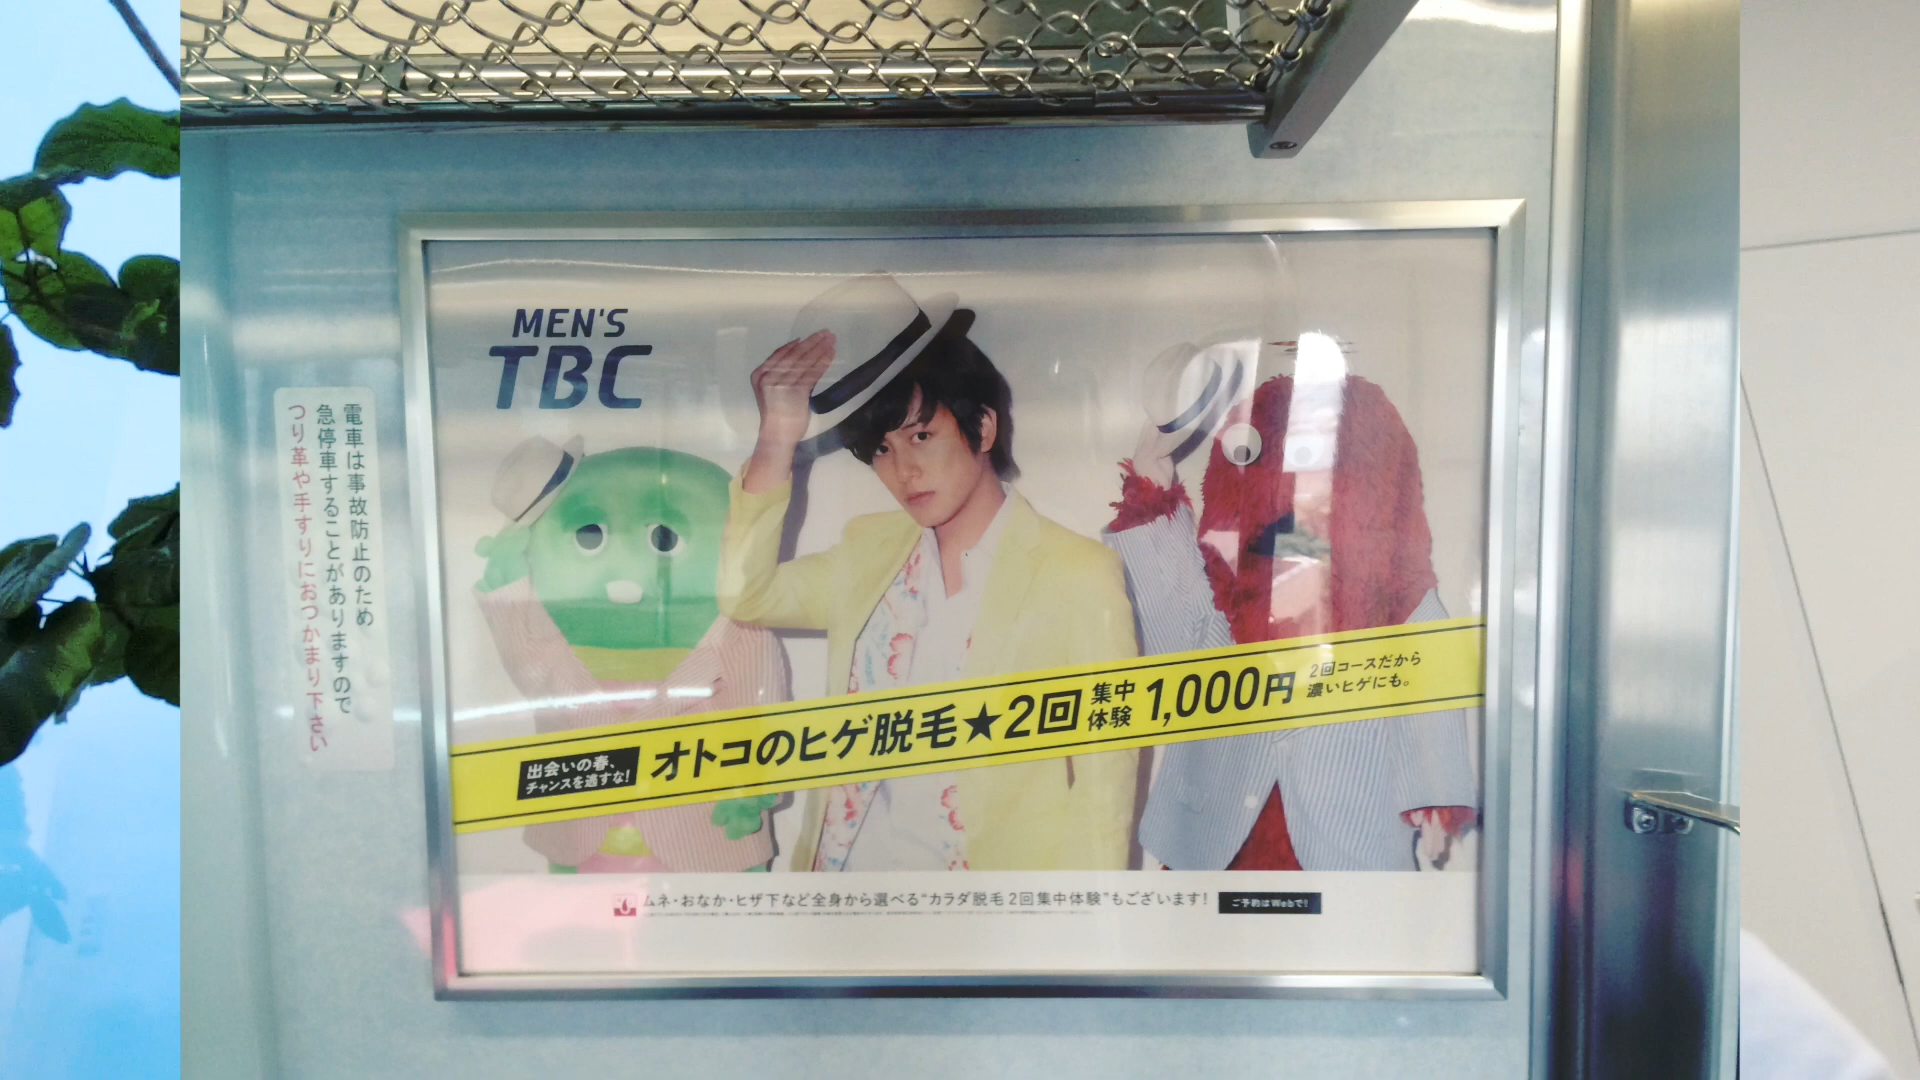 電車は事故防止のため
急停車することがありますので
つり革や手すりにおつかまり下さい
MEN'S
TBC
出会いの春、
チャンスを逃すな!
オトコのヒゲ脱毛★2回集中体験1,000円
2回コースだから
濃いヒゲにも。
ムネ・おなか・ヒザ下など全身から選べる“カラダ脱毛2回集中体験”もございます!
ご予約はWebで!